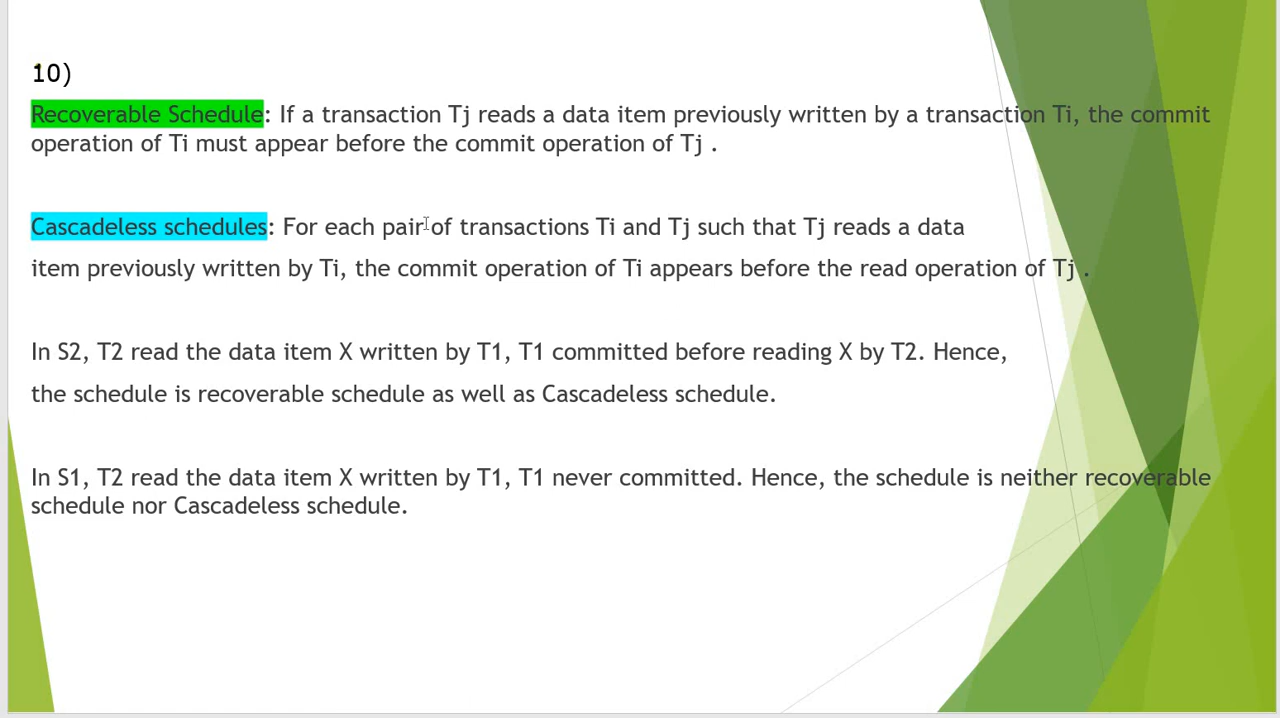 10)
Recoverable Schedule: If a transaction Tj reads a data item previously written by a transaction Ti, the commit
operation of Ti must appear before the commit operation of Tj .
Cascadeless schedules: For each pair of transactions Ti and Tj such that Tj reads a data
item previously written by Ti, the commit operation of Ti appears before the read operation of Tj .
In S2, T2 read the data item X written by T1, T1 committed before reading X by T2. Hence,
the schedule is recoverable schedule as well as Cascadeless schedule.
In S1, T2 read the data item X written by T1, T1 never committed. Hence, the schedule is neither recoverable
schedule nor Cascadeless schedule.